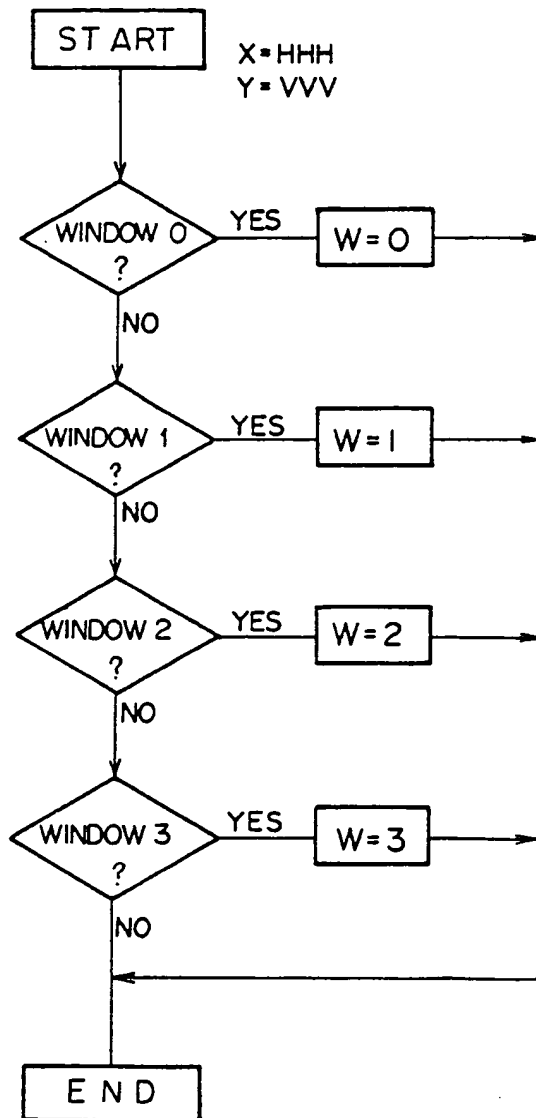 START
X=HHH
Y=VVV
WINDOW 0
?
YES
W=0
NO
WINDOW 1
?
YES
W=1
NO
WINDOW 2
?
YES
W=2
NO
WINDOW 3
?
YES
W=3
NO
END